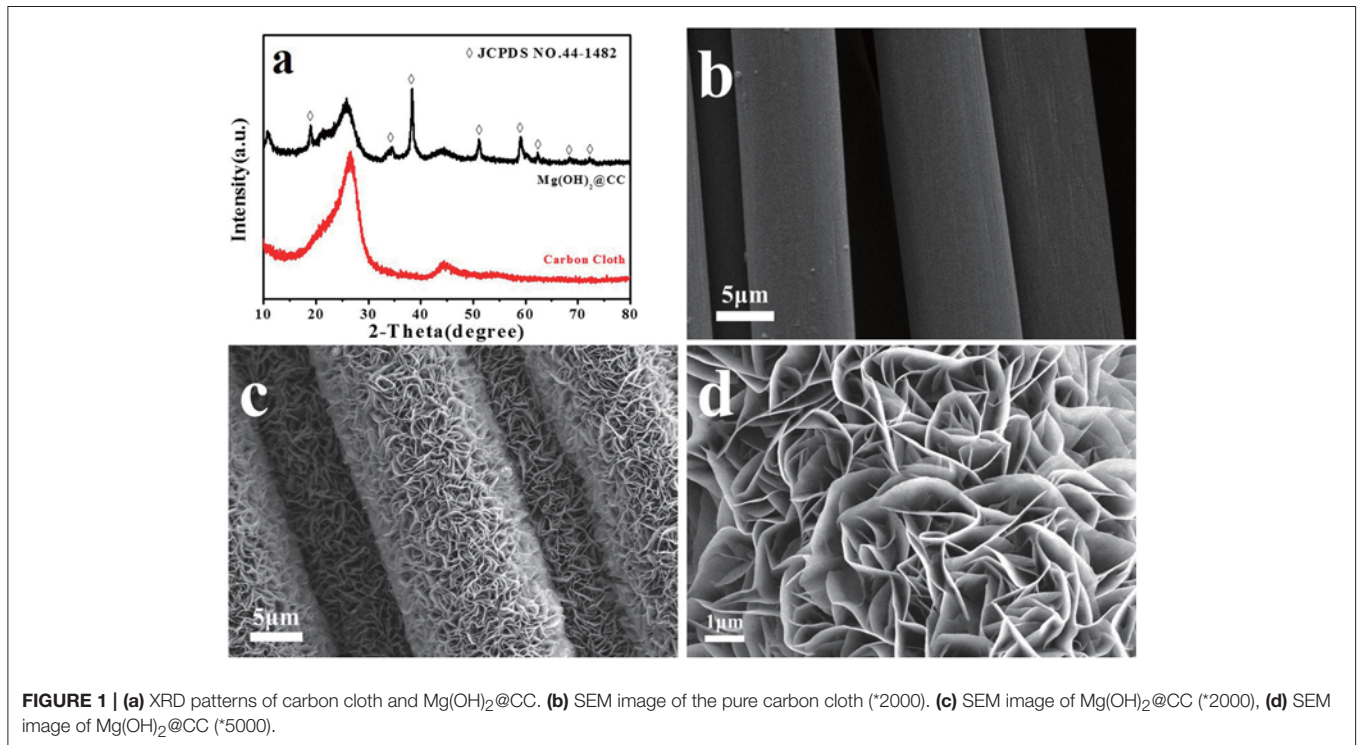 a
◊ JCPDS NO.44-1482
Mg(OH)₂@CC
Carbon Cloth
Intensity(a.u.)
10 20 30 40 50 60 70 80
2-Theta(degree)
b
5μm
c
5μm
d
1μm
FIGURE 1 | (a) XRD patterns of carbon cloth and Mg(OH)₂@CC. (b) SEM image of the pure carbon cloth (*2000). (c) SEM image of Mg(OH)₂@CC (*2000), (d) SEM
image of Mg(OH)₂@CC (*5000).